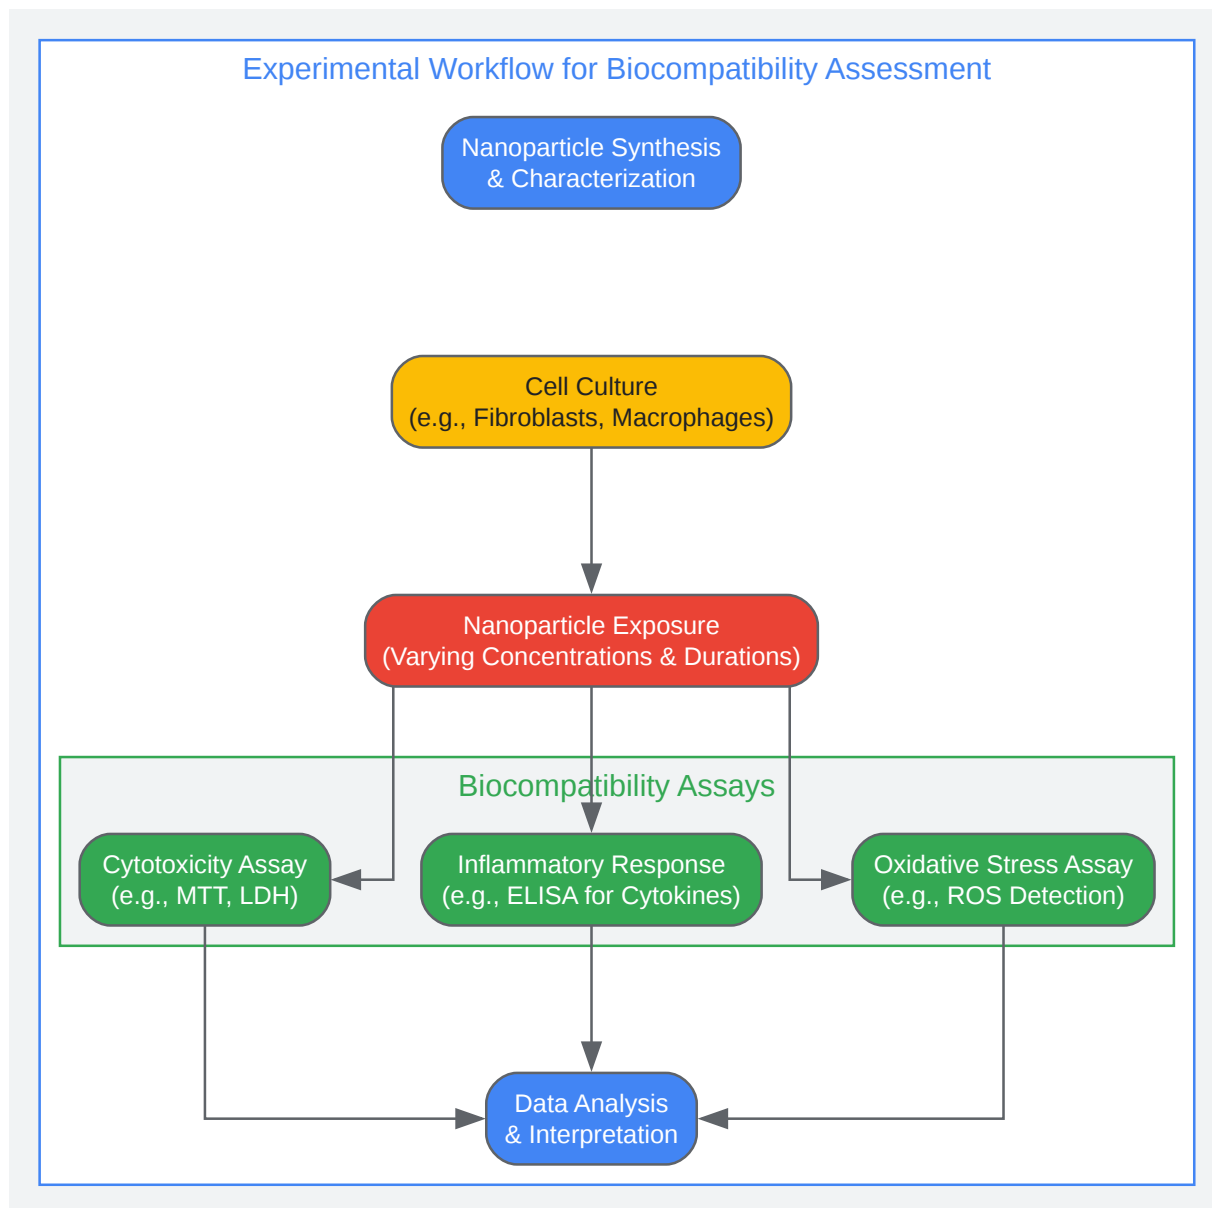 Experimental Workflow for Biocompatibility Assessment
Nanoparticle Synthesis
& Characterization
Cell Culture
(e.g., Fibroblasts, Macrophages)
Nanoparticle Exposure
(Varying Concentrations & Durations)
Biocompatibility Assays
Cytotoxicity Assay
(e.g., MTT, LDH)
Inflammatory Response
(e.g., ELISA for Cytokines)
Oxidative Stress Assay
(e.g., ROS Detection)
Data Analysis
& Interpretation